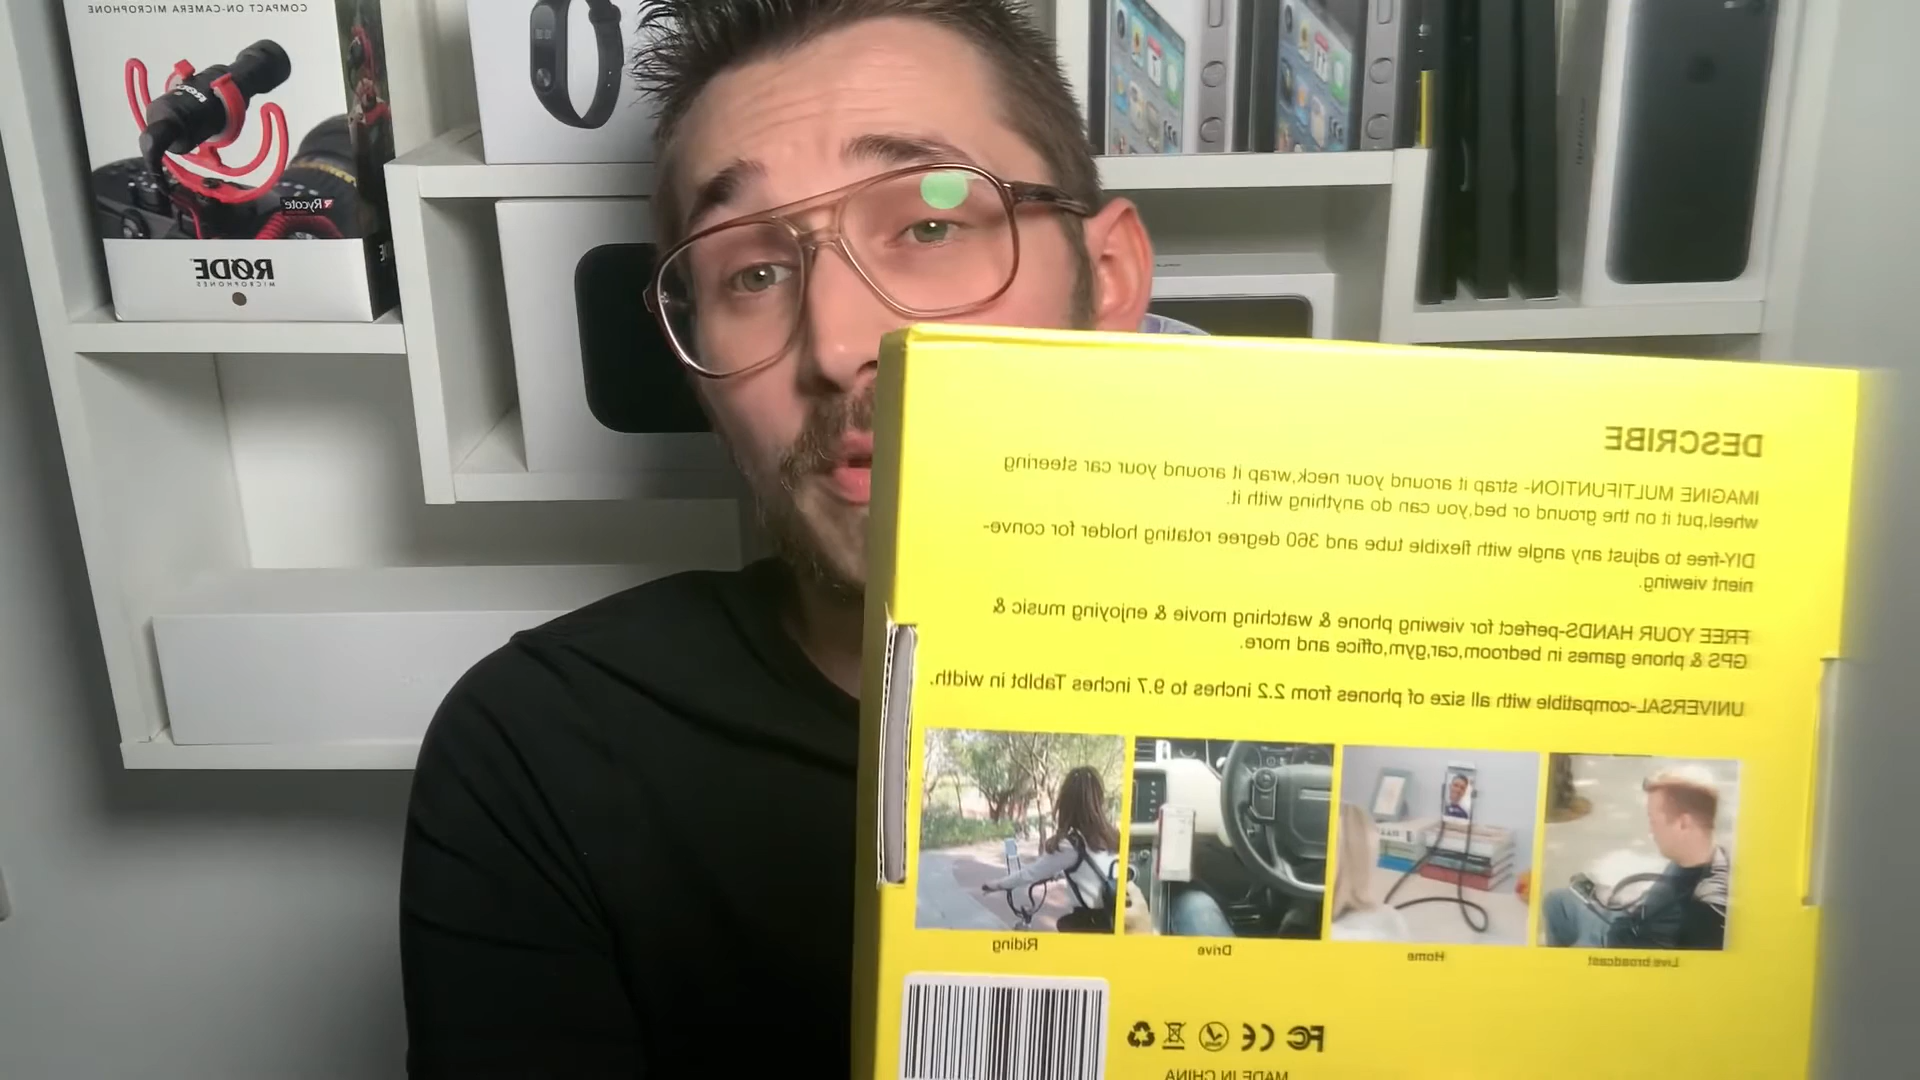 COMPACT ON-CAMERA MICROPHONE
RODE
Rycote
RØDE
MICROPHONES
DESCRIBE
IMAGINE MULTIFUNTION- strap it around your neck,wrap it around your car steering
wheel,put it on the ground or bed,you can do anything with it.
DIY-free to adjust any angle with flexible tube and 360 degree rotating holder for conve-
nient viewing.
FREE YOUR HANDS-perfect for viewing phone & watching movie & enjoying music &
GPS & phone games in bedroom,car,gym,office and more.
UNIVERSAL-compatible with all size of phones from 2.2 inches to 9.7 inches Tablbt in width.
Live broadcast
Home
Drive
Riding
FC CE
MADE IN CHINA